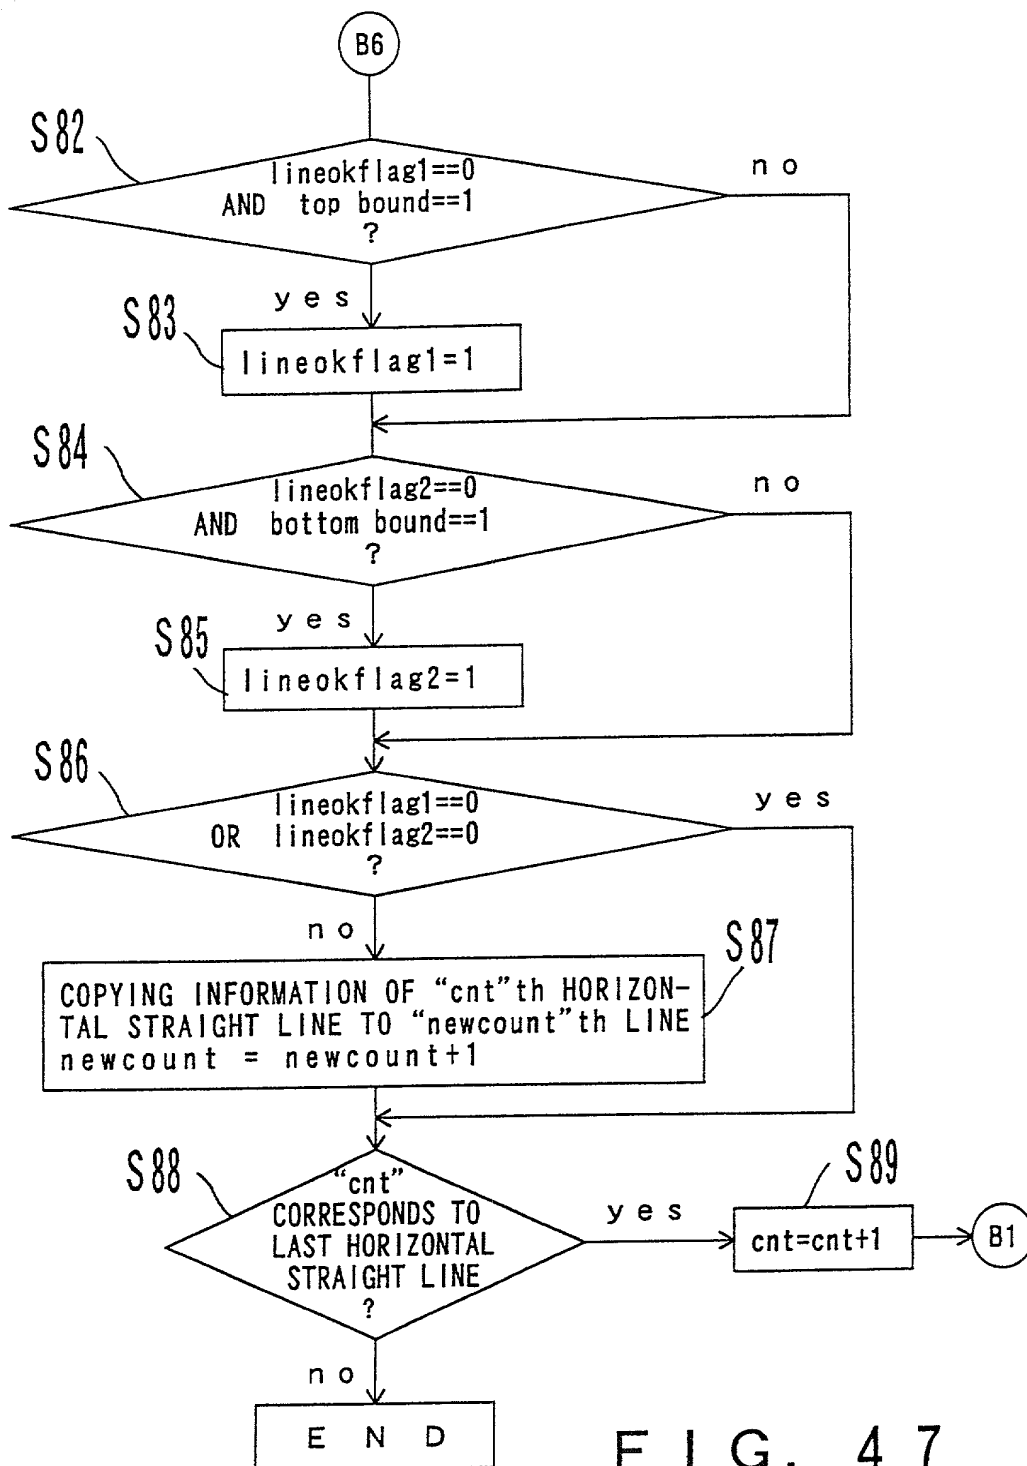 B6
S82
lineokflag1==0
AND top bound==1
?
no
yes
S83
lineokflag1=1
S84
lineokflag2==0
AND bottom bound==1
?
no
yes
S85
lineokflag2=1
S86
lineokflag1==0
OR lineokflag2==0
?
yes
no
S87
COPYING INFORMATION OF “cnt”th HORIZON-
TAL STRAIGHT LINE TO “newcount”th LINE
newcount = newcount+1
S88
“cnt”
CORRESPONDS TO
LAST HORIZONTAL
STRAIGHT LINE
?
yes
S89
cnt=cnt+1
B1
no
END
FIG. 47